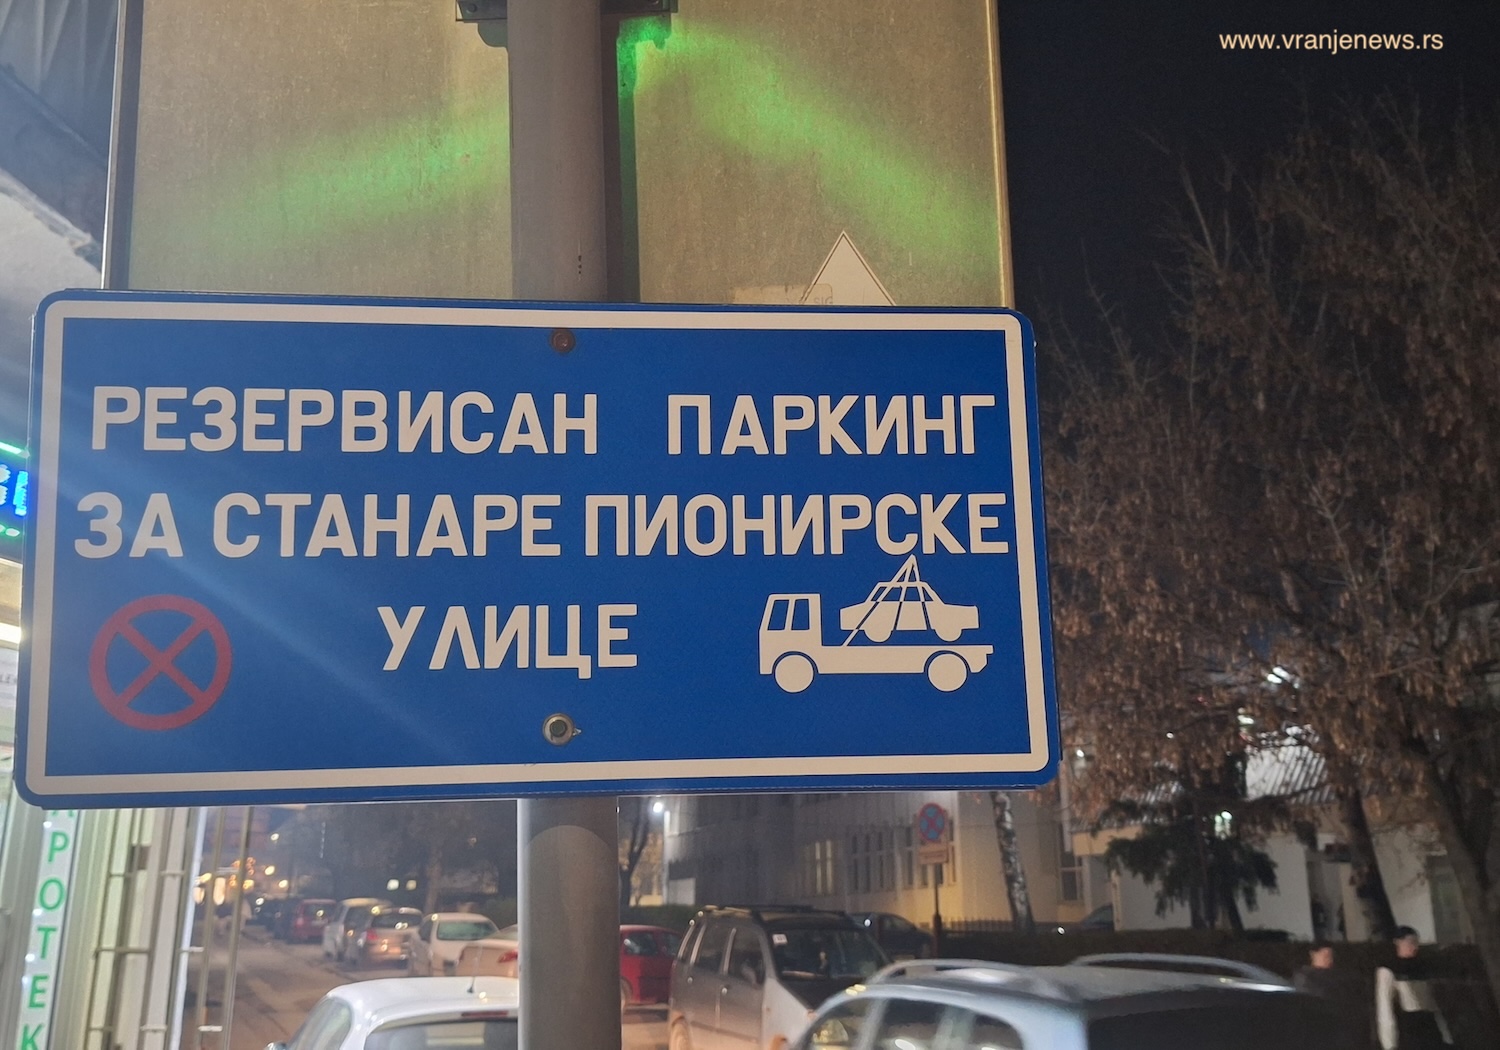 www.vranjenews.rs
РЕЗЕРВИСАН ПАРКИНГ
ЗА СТАНАРЕ ПИОНИРСКЕ
УЛИЦЕ